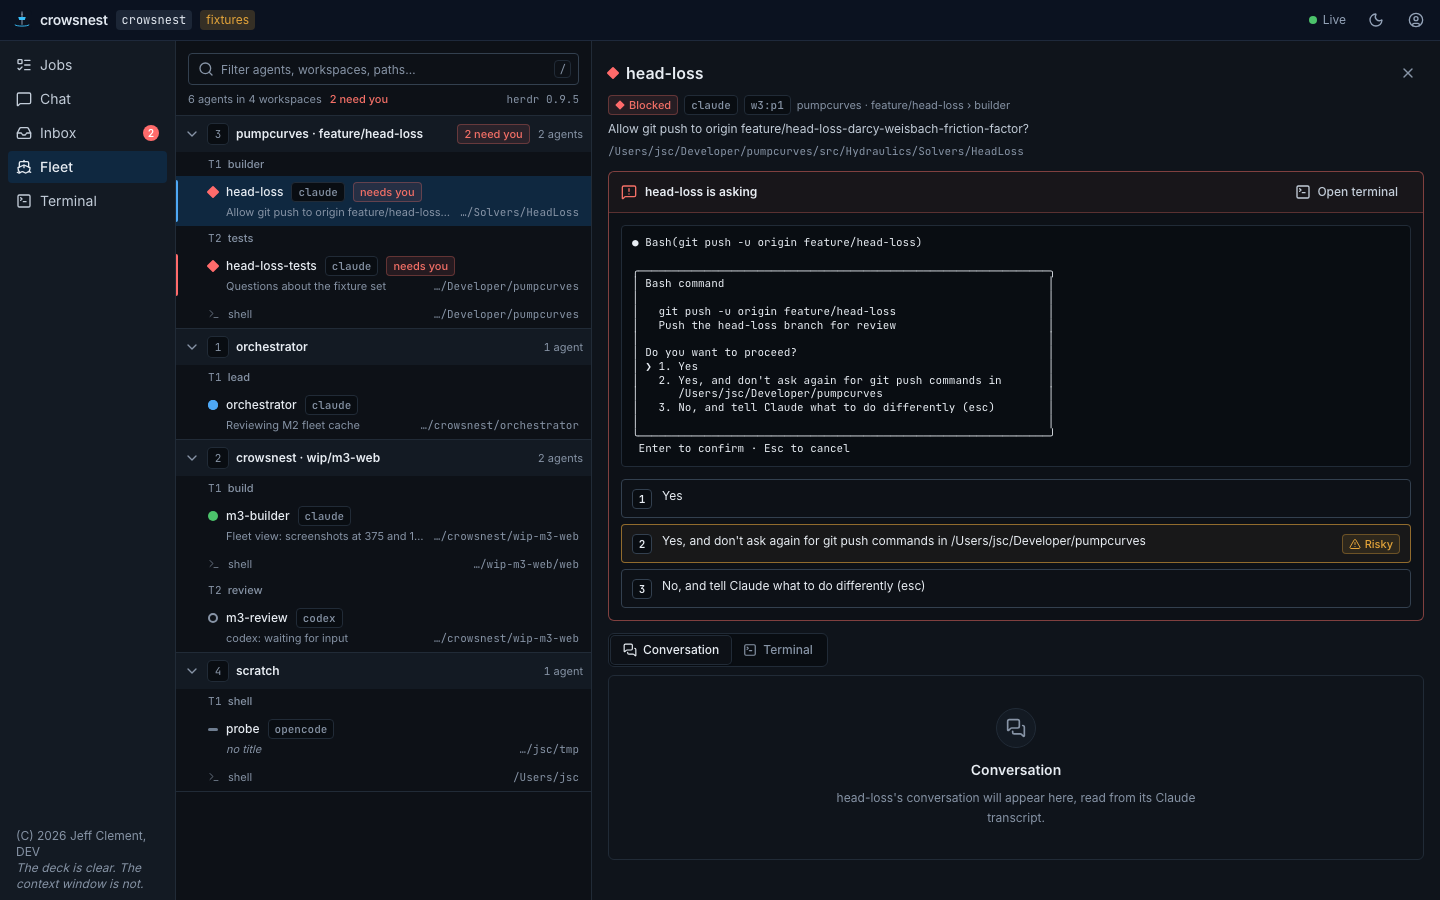 crowsnest crowsnest fixtures
Live
Jobs
Chat
Inbox 2
Fleet
Terminal
(C) 2026 Jeff Clement,
DEV
The deck is clear. The
context window is not.
Filter agents, workspaces, paths... /
6 agents in 4 workspaces 2 need you herdr 0.9.5
3 pumpcurves · feature/head-loss 2 need you 2 agents
T1 builder
head-loss claude needs you
Allow git push to origin feature/head-loss... …/Solvers/HeadLoss
T2 tests
head-loss-tests claude needs you
Questions about the fixture set …/Developer/pumpcurves
>_ shell …/Developer/pumpcurves
1 orchestrator 1 agent
T1 lead
orchestrator claude
Reviewing M2 fleet cache …/crowsnest/orchestrator
2 crowsnest · wip/m3-web 2 agents
T1 build
m3-builder claude
Fleet view: screenshots at 375 and 1... …/crowsnest/wip-m3-web
>_ shell …/wip-m3-web/web
T2 review
m3-review codex
codex: waiting for input …/crowsnest/wip-m3-web
4 scratch 1 agent
T1 shell
probe opencode
no title …/jsc/tmp
>_ shell /Users/jsc
head-loss
Blocked claude w3:p1 pumpcurves · feature/head-loss › builder
Allow git push to origin feature/head-loss-darcy-weisbach-friction-factor?
/Users/jsc/Developer/pumpcurves/src/Hydraulics/Solvers/HeadLoss
head-loss is asking Open terminal
● Bash(git push -u origin feature/head-loss)
Bash command
git push -u origin feature/head-loss
Push the head-loss branch for review
Do you want to proceed?
❯ 1. Yes
2. Yes, and don't ask again for git push commands in
/Users/jsc/Developer/pumpcurves
3. No, and tell Claude what to do differently (esc)
Enter to confirm · Esc to cancel
1 Yes
2 Yes, and don't ask again for git push commands in /Users/jsc/Developer/pumpcurves Risky
3 No, and tell Claude what to do differently (esc)
Conversation Terminal
Conversation
head-loss's conversation will appear here, read from its Claude
transcript.